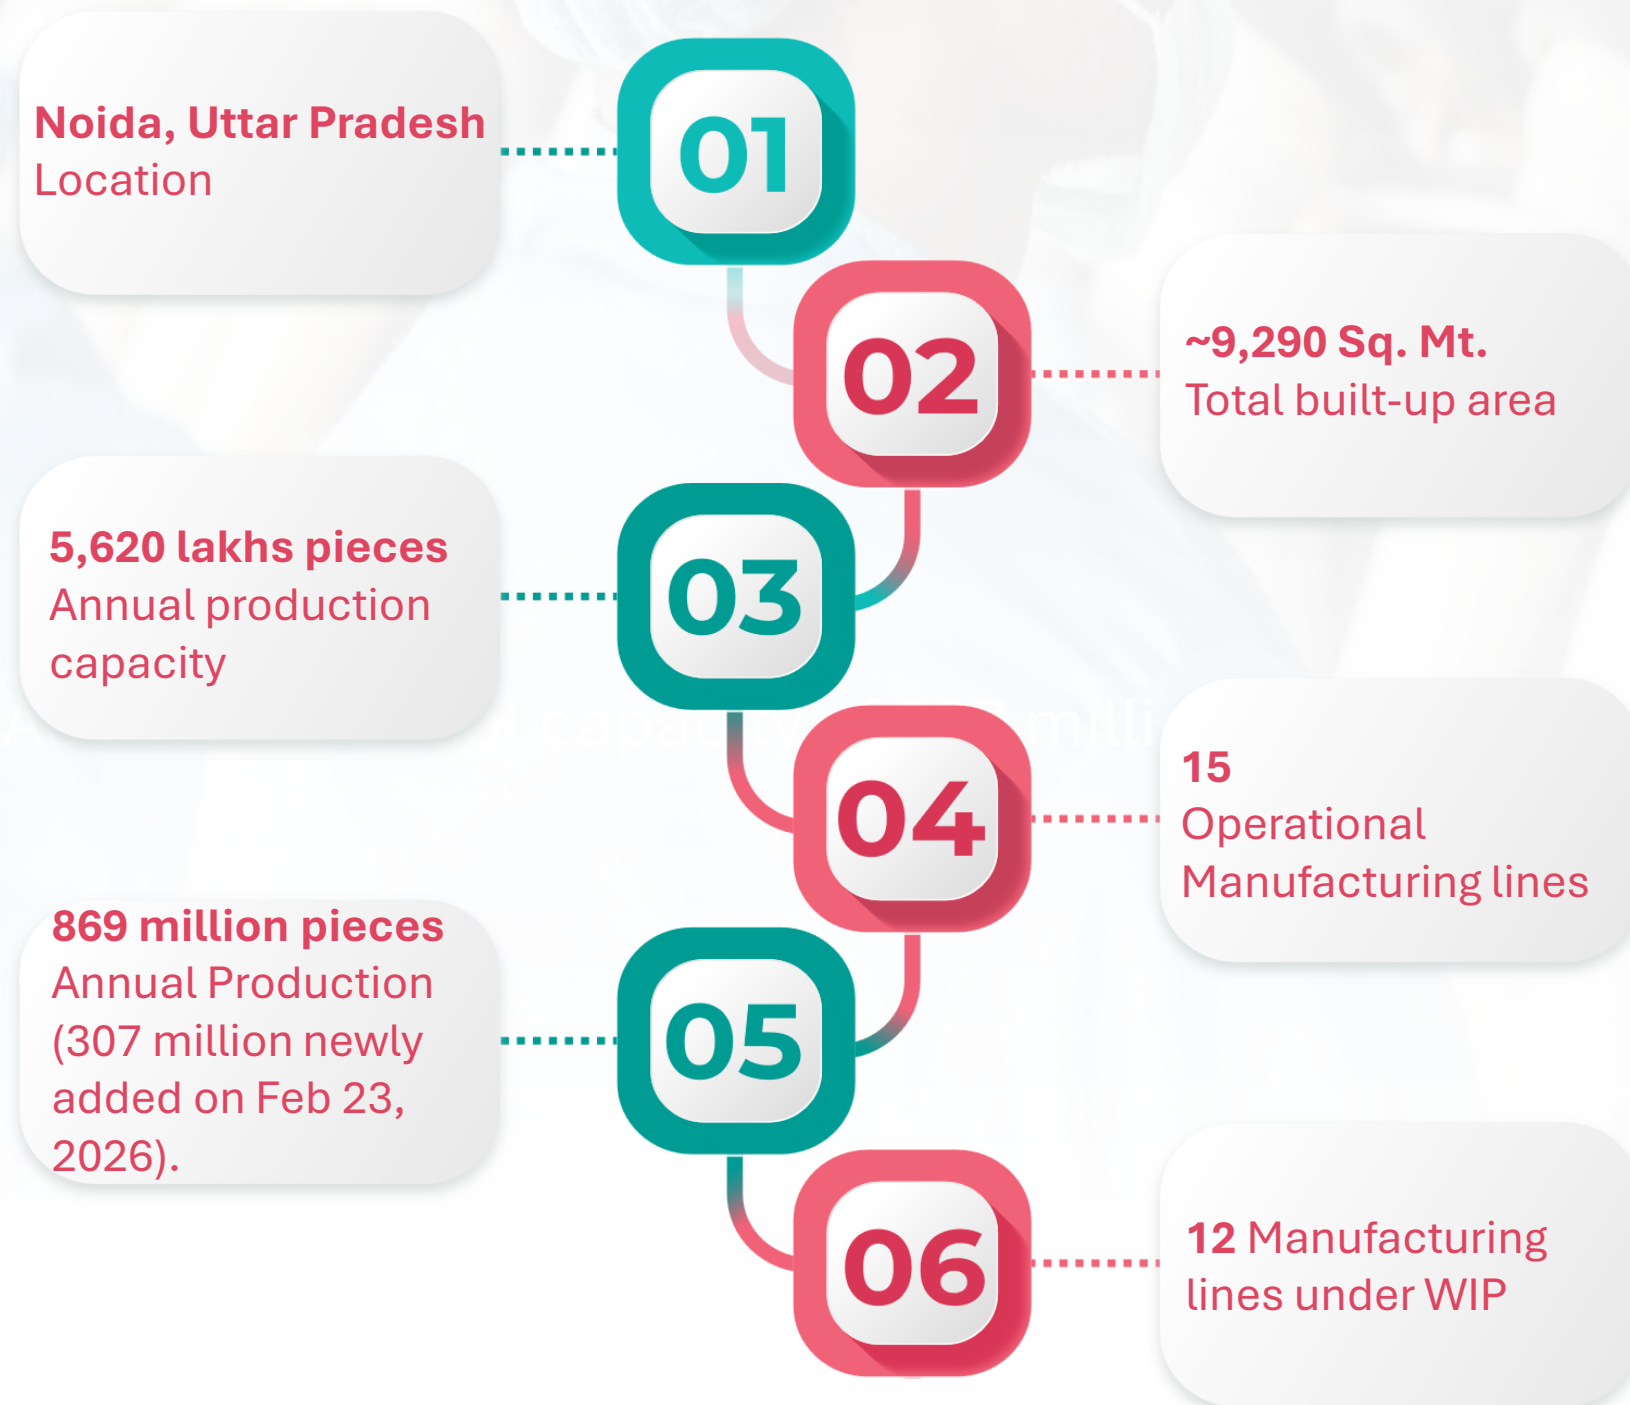 Noida, Uttar Pradesh
Location
01
02
~9,290 Sq. Mt.
Total built-up area
5,620 lakhs pieces
Annual production
capacity
03
capacity
milli
04
15
Operational
Manufacturing lines
869 million pieces
Annual Production
(307 million newly
added on Feb 23,
2026).
05
06
12 Manufacturing
lines under WIP